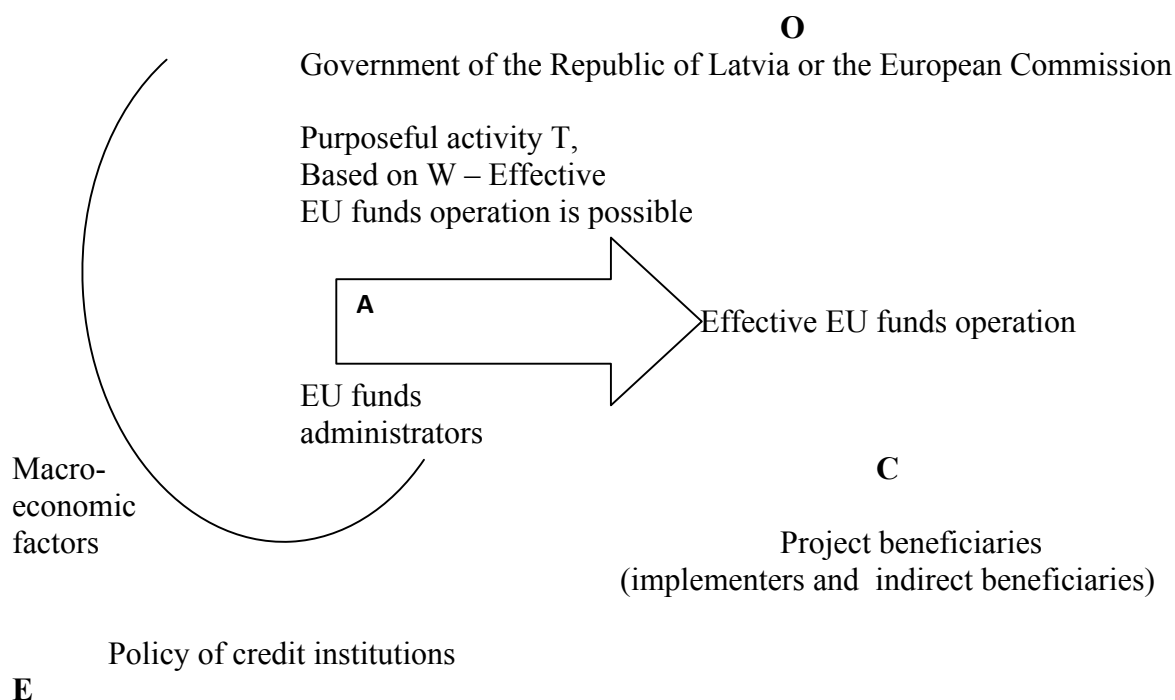 O
Government of the Republic of Latvia or the European Commission
Purposeful activity T,
Based on W – Effective
EU funds operation is possible
A
Effective EU funds operation
EU funds
administrators
Macro-
economic
factors
C
Project beneficiaries
(implementers and indirect beneficiaries)
Policy of credit institutions
E